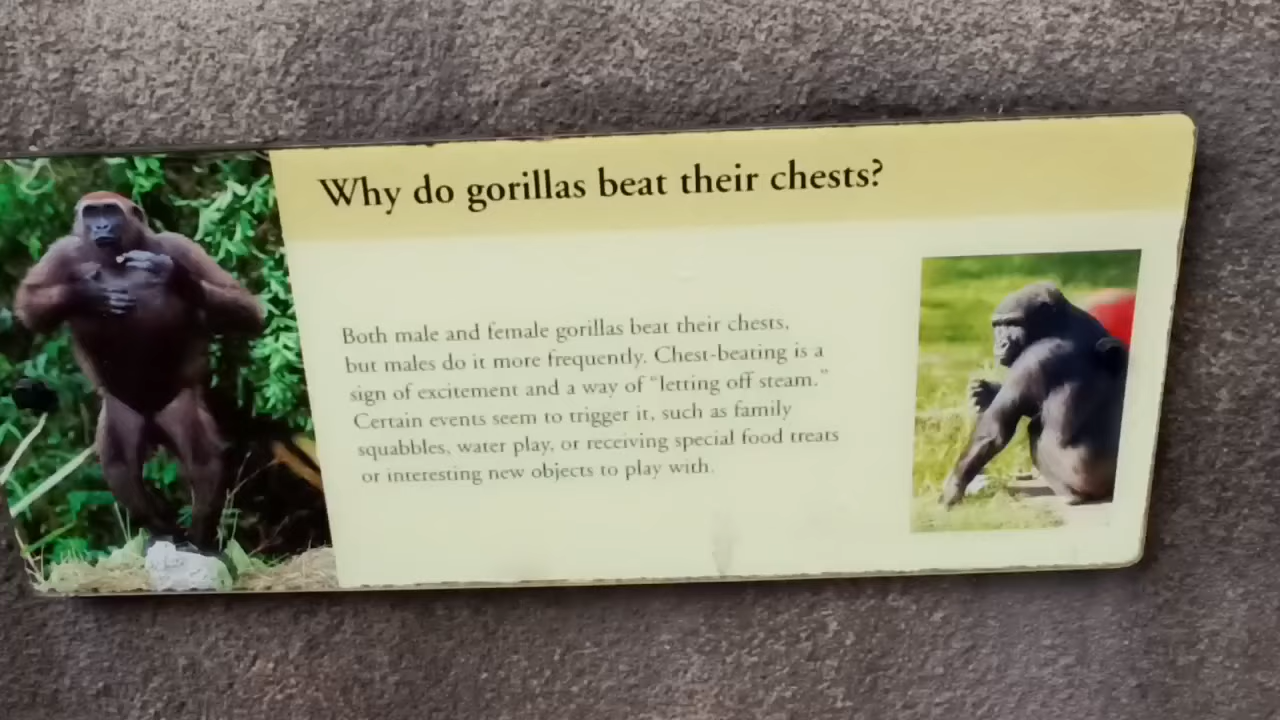 Why do gorillas beat their chests?
Both male and female gorillas beat their chests,
but males do it more frequently. Chest-beating is a
sign of excitement and a way of “letting off steam.”
Certain events seem to trigger it, such as family
squabbles, water play, or receiving special food treats
or interesting new objects to play with.